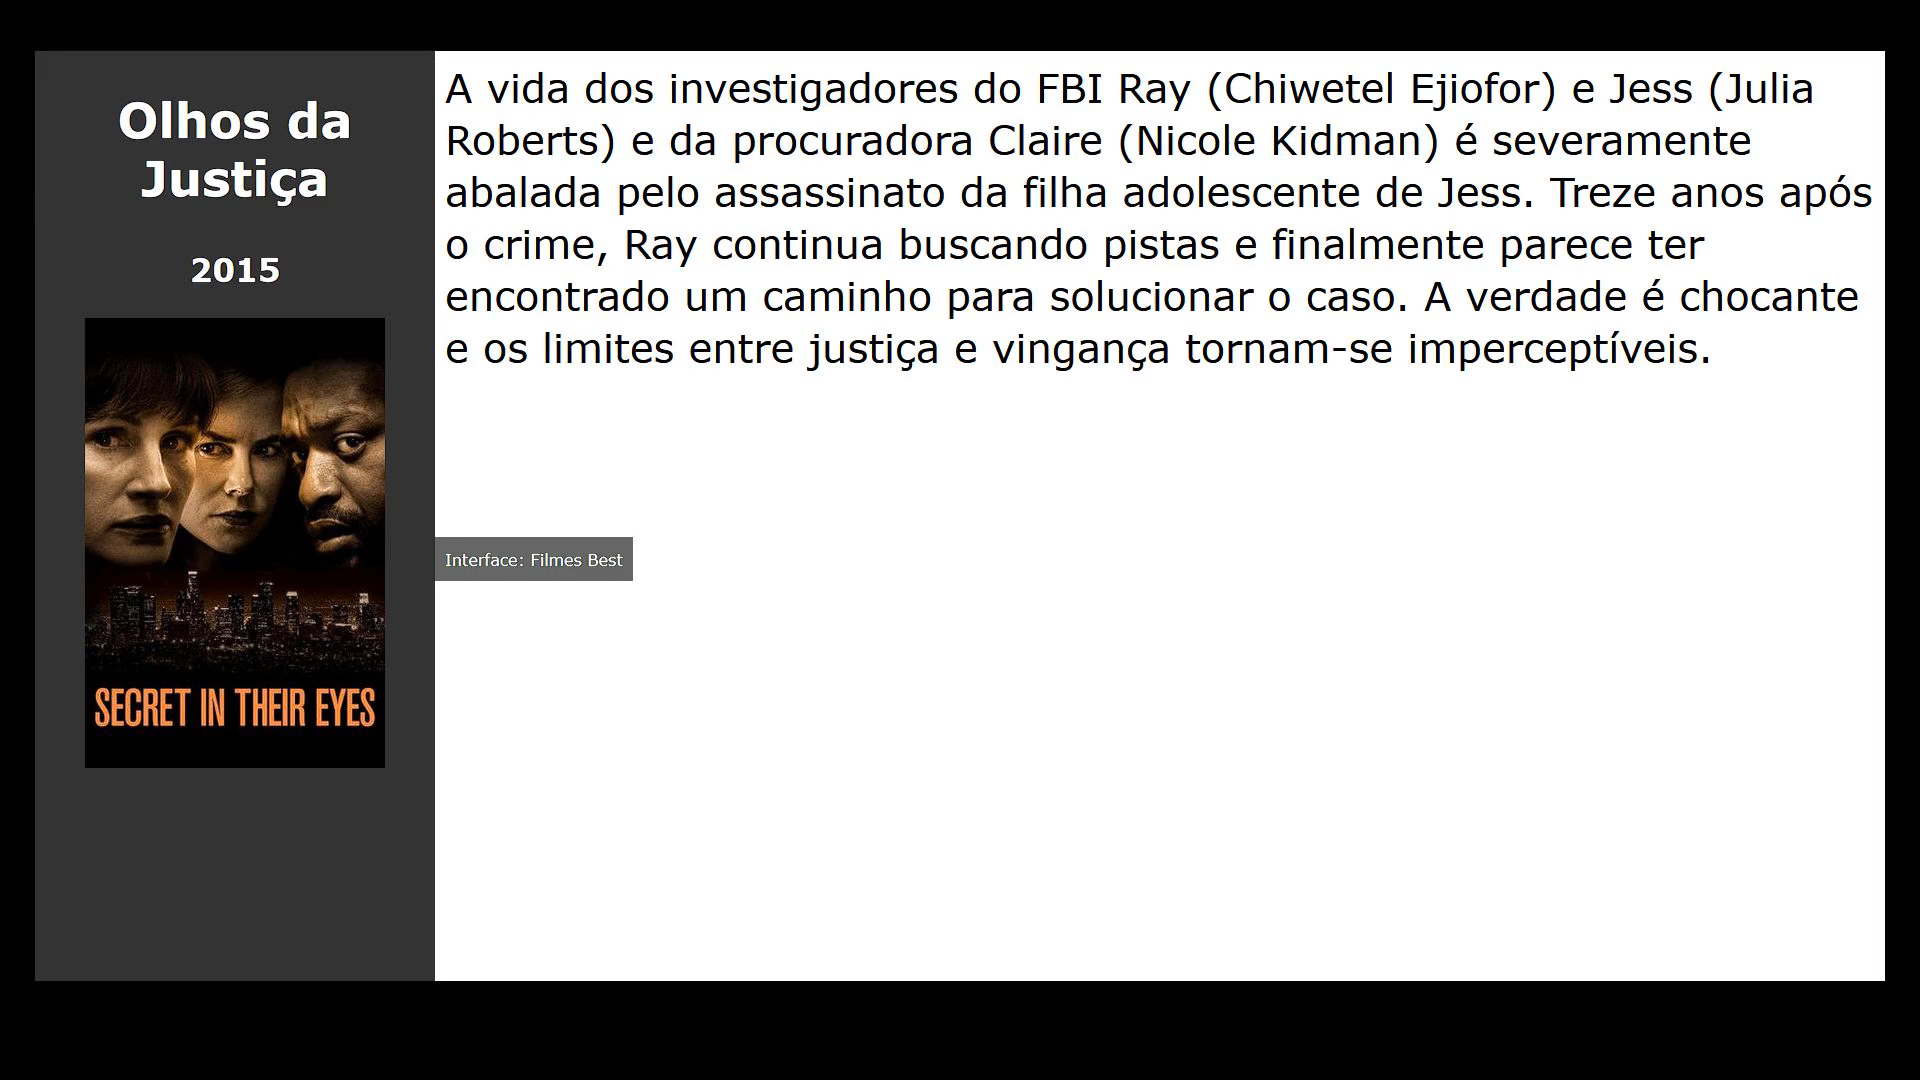 Olhos da
Justiça
2015
SECRET IN THEIR EYES
A vida dos investigadores do FBI Ray (Chiwetel Ejiofor) e Jess (Julia
Roberts) e da procuradora Claire (Nicole Kidman) é severamente
abalada pelo assassinato da filha adolescente de Jess. Treze anos após
o crime, Ray continua buscando pistas e finalmente parece ter
encontrado um caminho para solucionar o caso. A verdade é chocante
e os limites entre justiça e vingança tornam-se imperceptíveis.
Interface: Filmes Best